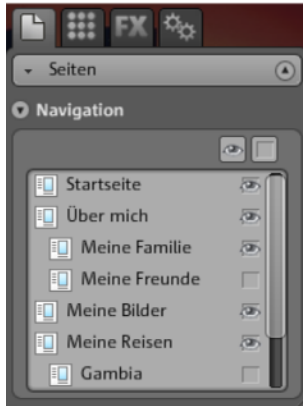 FX
Seiten
Navigation
Startseite
Über mich
Meine Familie
Meine Freunde
Meine Bilder
Meine Reisen
Gambia